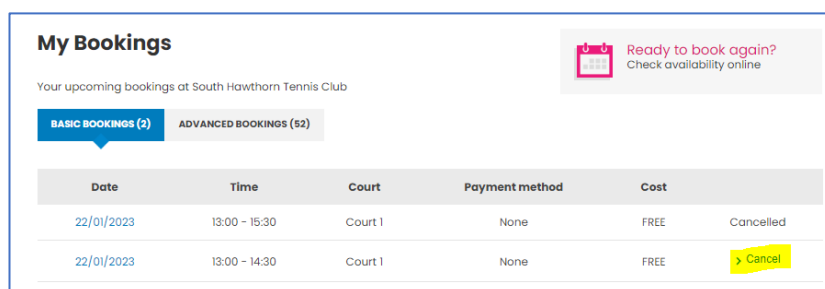 My Bookings
Ready to book again?
Check availability online
Your upcoming bookings at South Hawthorn Tennis Club
BASIC BOOKINGS (2) ADVANCED BOOKINGS (52)
Date Time Court Payment method Cost
22/01/2023 13:00 - 15:30 Court 1 None FREE Cancelled
22/01/2023 13:00 - 14:30 Court 1 None FREE > Cancel